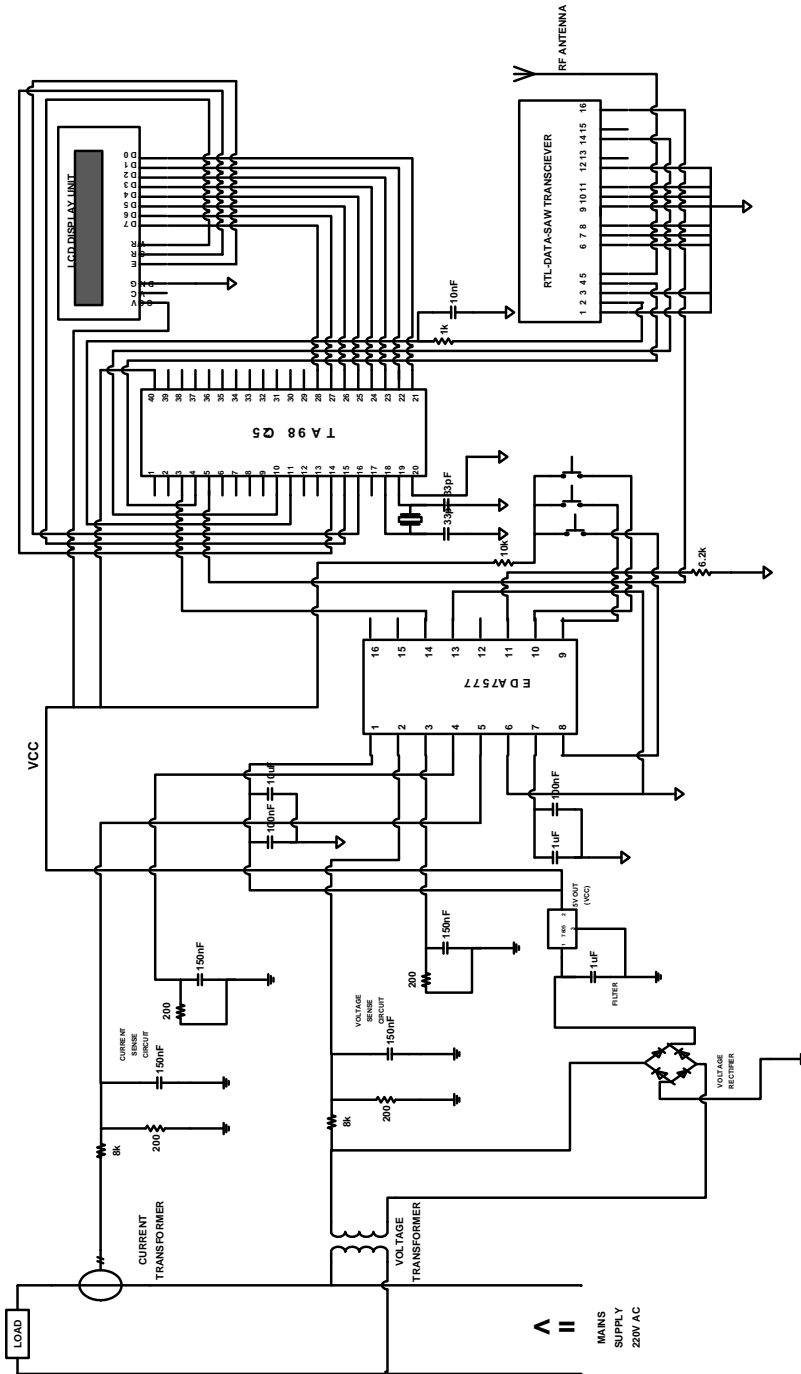 RF ANTENNA
LCD DISPLAY UNIT
D0
D1
D2
D3
D4
D5
D6
D7
E
RTL-DATA-SAW TRANSCIEVER
1 2 3 4 5 6 7 8 9 10 11 12 13 14 15 16
10nF
1k
40
39
38
37
36
35
34
33
32
31
30
29
28
27
26
25
24
23
22
21
1
2
3
4
5
6
7
8
9
10
11
12
13
14
15
16
17
18
19
20
33pF
10k
6.2k
16
15
14
13
12
11
10
9
EDA7577
1
2
3
4
5
6
7
8
VCC
10uF
100nF
100nF
1uF
5V OUT
(VCC)
1 7805 2
3
1uF
FILTER
150nF
200
150nF
200
CURRENT
SENSE
CIRCUIT
150nF
VOLTAGE
SENSE
CIRCUIT
150nF
200
8k
200
8k
VOLTAGE
RECTIFIER
CURRENT
TRANSFORMER
VOLTAGE
TRANSFORMER
LOAD
MAINS
SUPPLY
220V AC